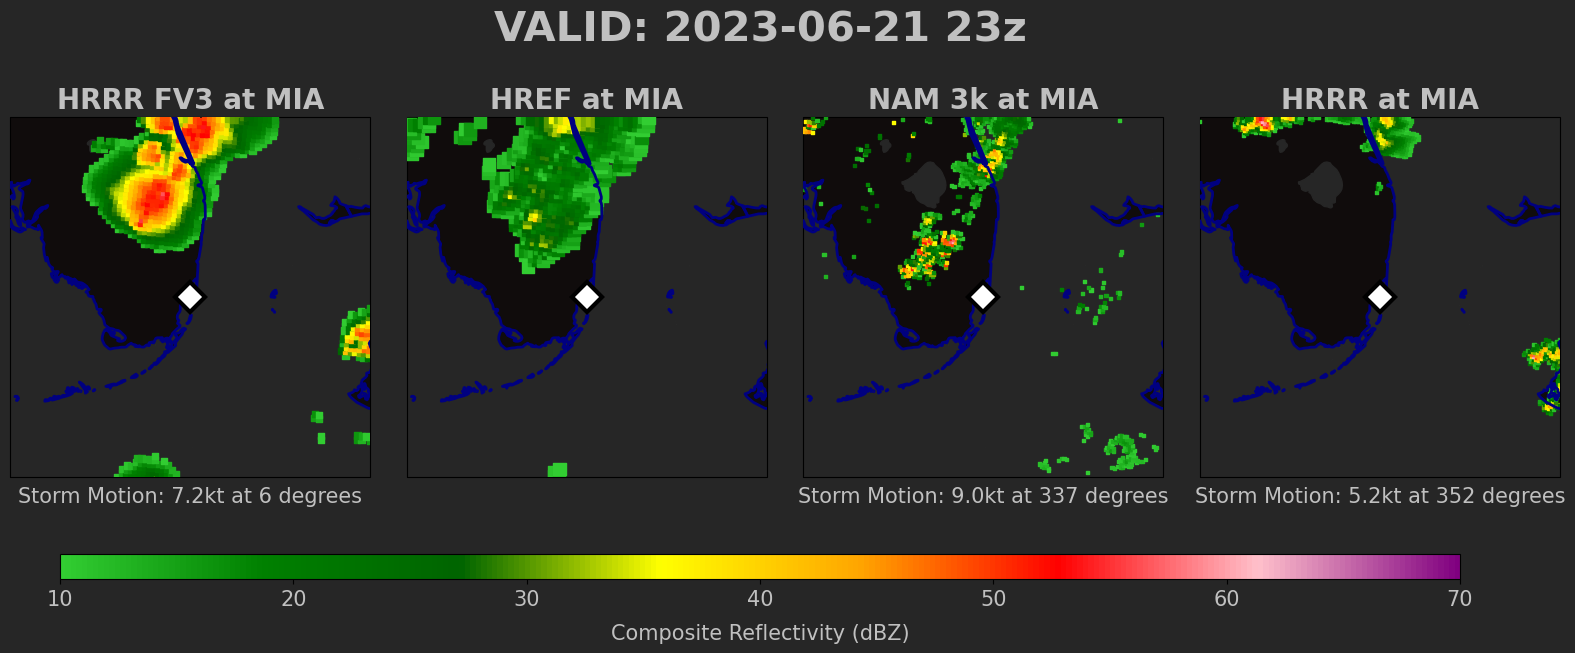 VALID: 2023-06-21 23z
HRRR FV3 at MIA
HREF at MIA
NAM 3k at MIA
HRRR at MIA
Storm Motion: 7.2kt at 6 degrees
Storm Motion: 9.0kt at 337 degrees
Storm Motion: 5.2kt at 352 degrees
10 20 30 40 50 60 70
Composite Reflectivity (dBZ)